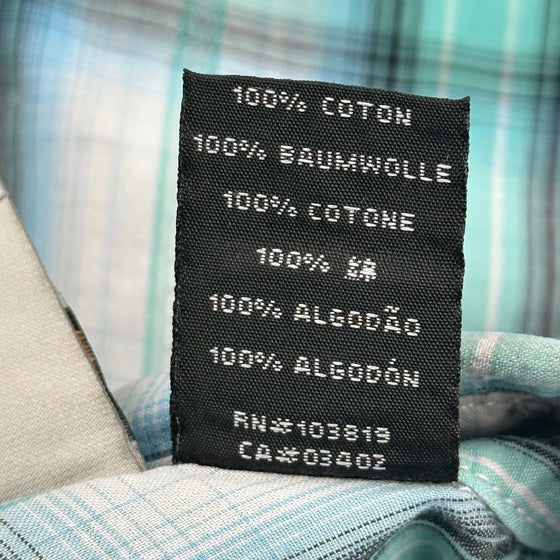 100% COTON
100% BAUMWOLLE
100% COTONE
100% 綿
100% ALGODÃO
100% ALGODÓN
RN#103819
CA#03402